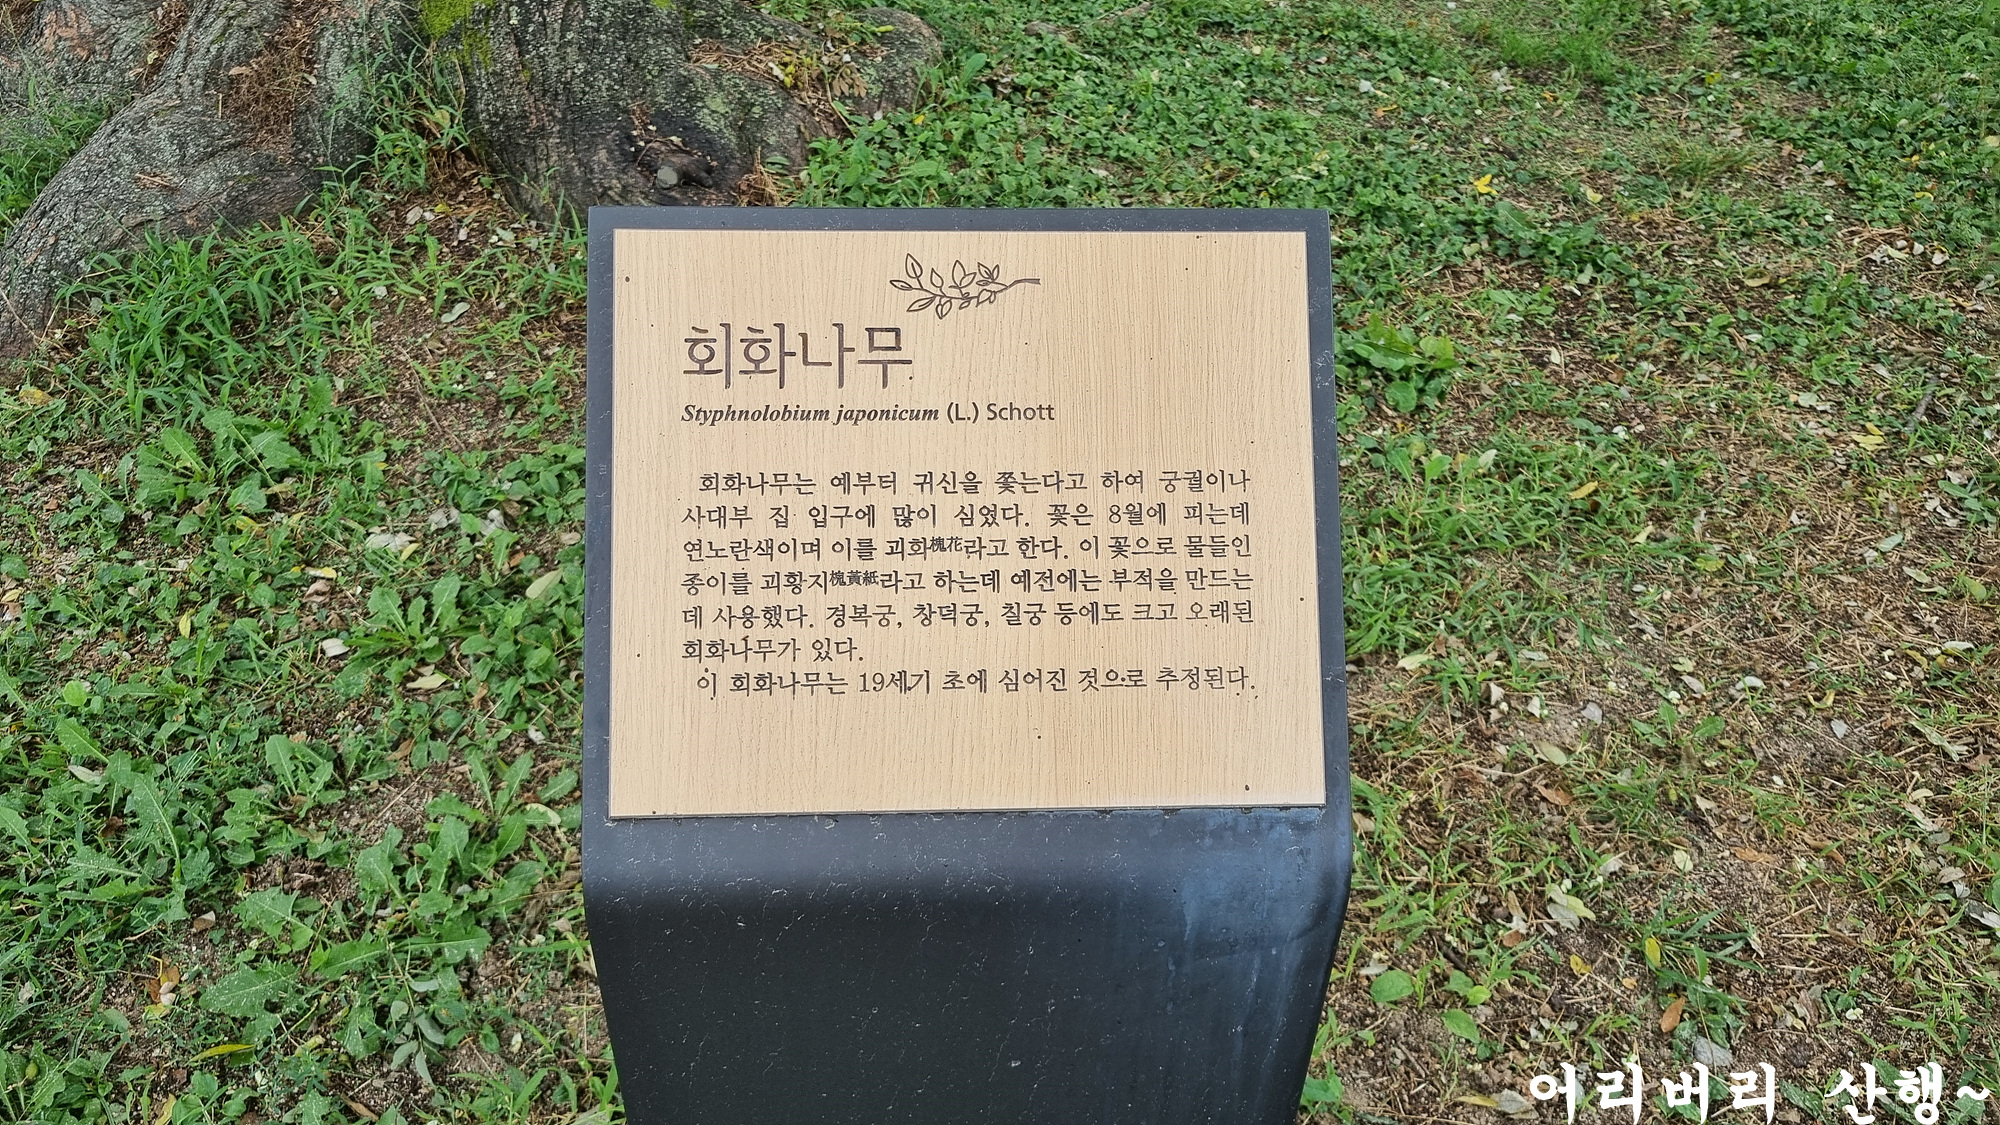 회화나무
Styphnolobium japonicum (L.) Schott
회화나무는 예부터 귀신을 쫓는다고 하여 궁궐이나
사대부 집 입구에 많이 심었다. 꽃은 8월에 피는데
연노란색이며 이를 괴화槐花라고 한다. 이 꽃으로 물들인
종이를 괴황지槐黃紙라고 하는데 예전에는 부적을 만드는
데 사용했다. 경복궁, 창덕궁, 칠궁 등에도 크고 오래된
회화나무가 있다.
이 회화나무는 19세기 초에 심어진 것으로 추정된다.
어리버리 산행~